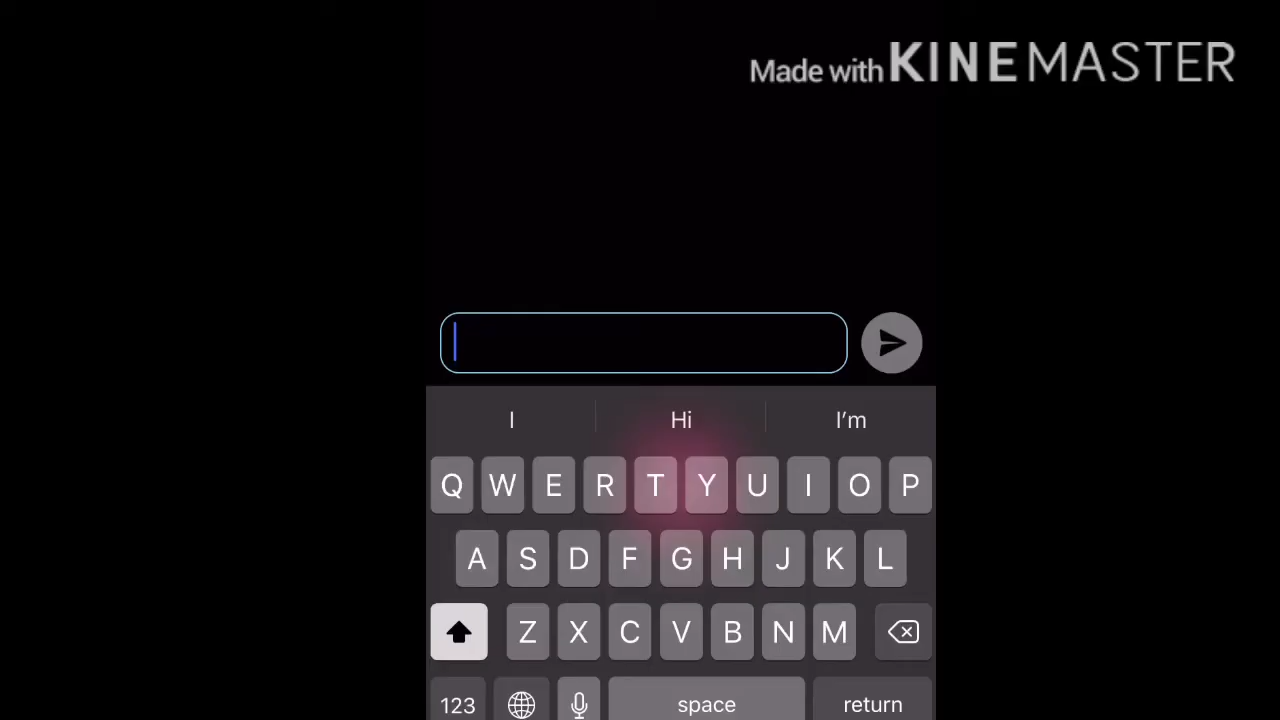 Made with KINEMASTER
I Hi I'm
Q W E R T Y U I O P
A S D F G H J K L
Z X C V B N M
123 space return